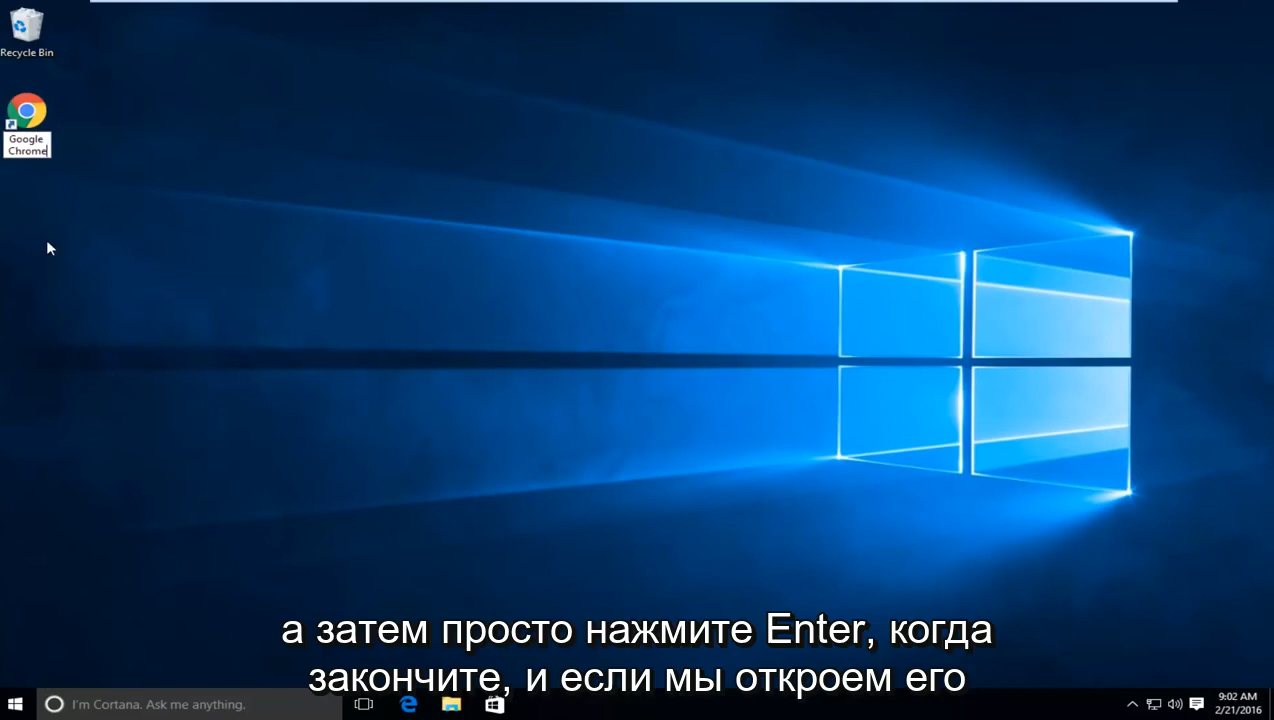 Recycle Bin
Google
Chrome
а затем просто нажмите Enter, когда
закончите, и если мы откроем его
I'm Cortana. Ask me anything.
9:02 AM
2/21/2016